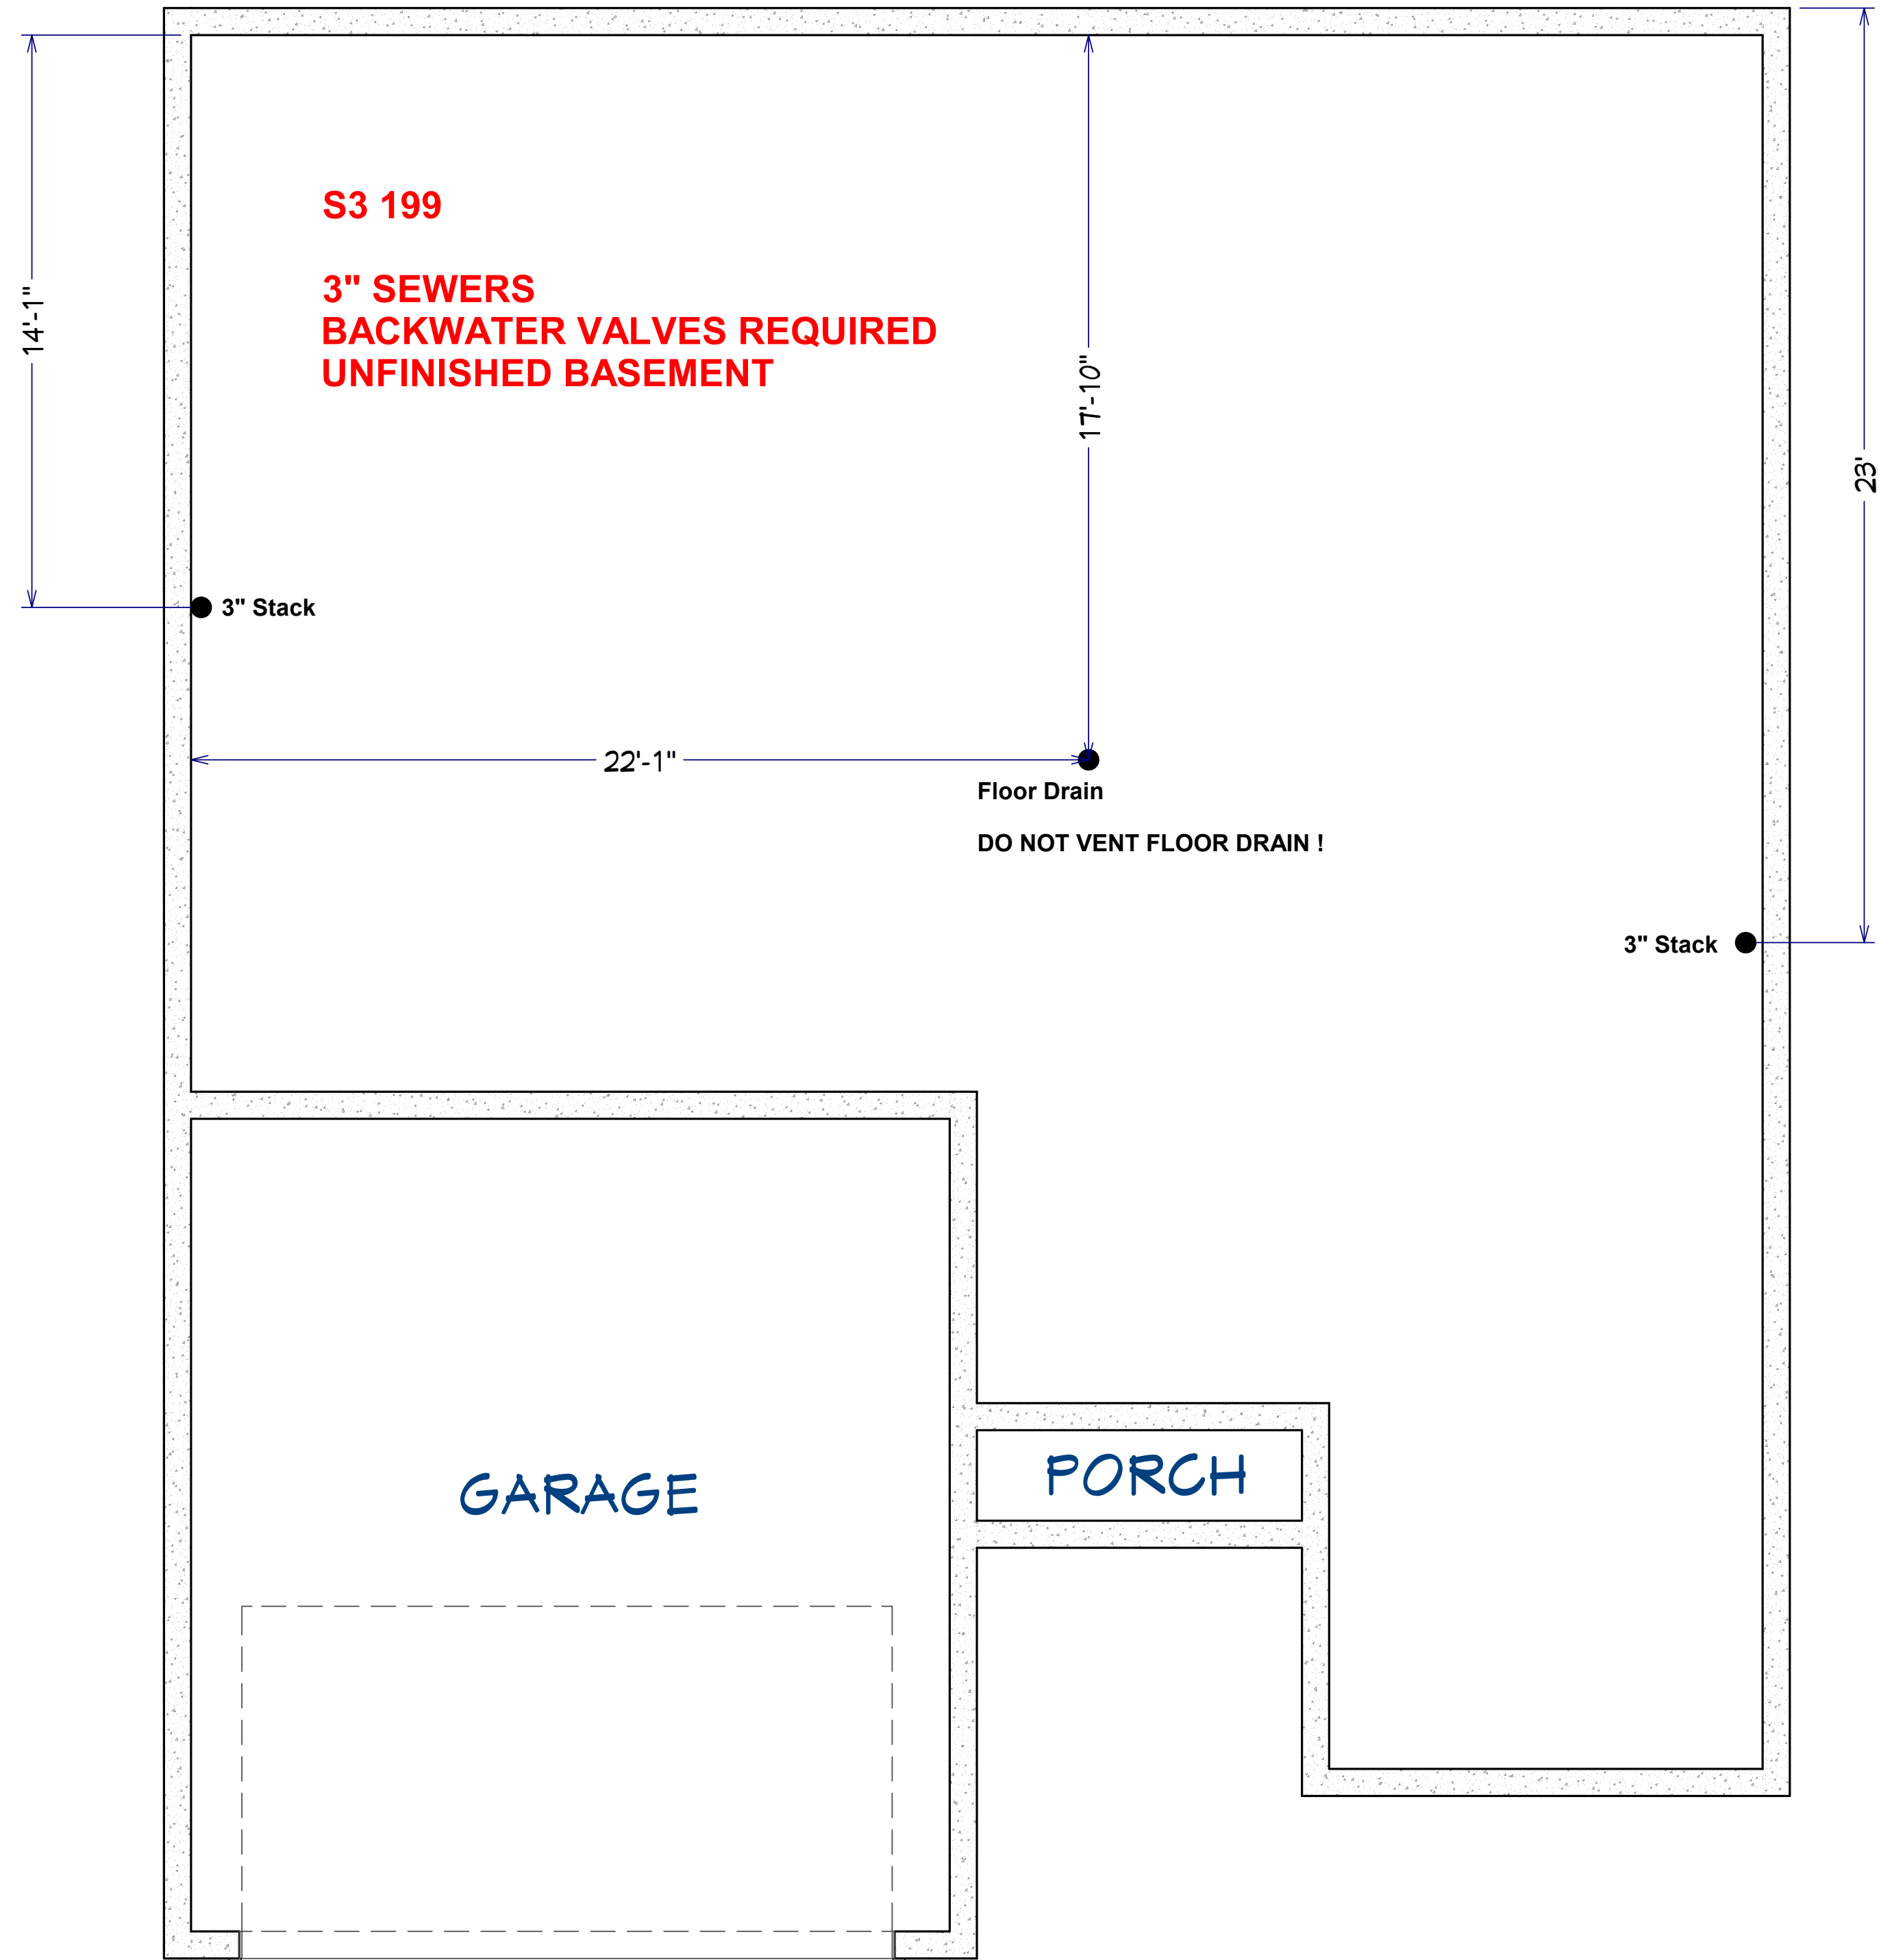 S3 199
3" SEWERS
BACKWATER VALVES REQUIRED
UNFINISHED BASEMENT
14'-1"
17'-10"
23'
3" Stack
22'-1"
Floor Drain
DO NOT VENT FLOOR DRAIN !
3" Stack
GARAGE
PORCH